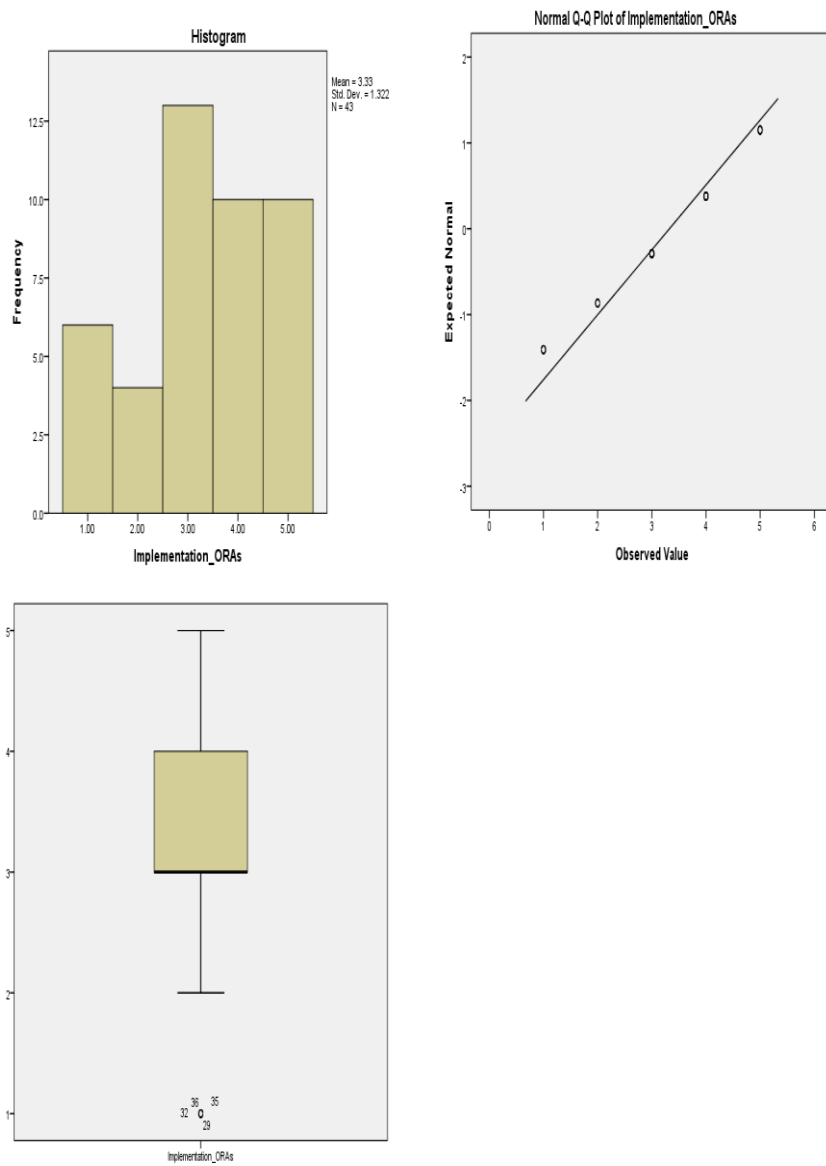 Histogram
Mean = 3.33
Std. Dev. = 1.322
N = 43
Frequency
12.5
10.0
7.5
5.0
2.5
0.0
1.00 2.00 3.00 4.00 5.00
Implementation_ORAs
Normal Q-Q Plot of Implementation_ORAs
Expected Normal
2
1
0
-1
-2
-3
0 1 2 3 4 5 6
Observed Value
5
4
3
2
1
36 35
32
29
Implementation_ORAs